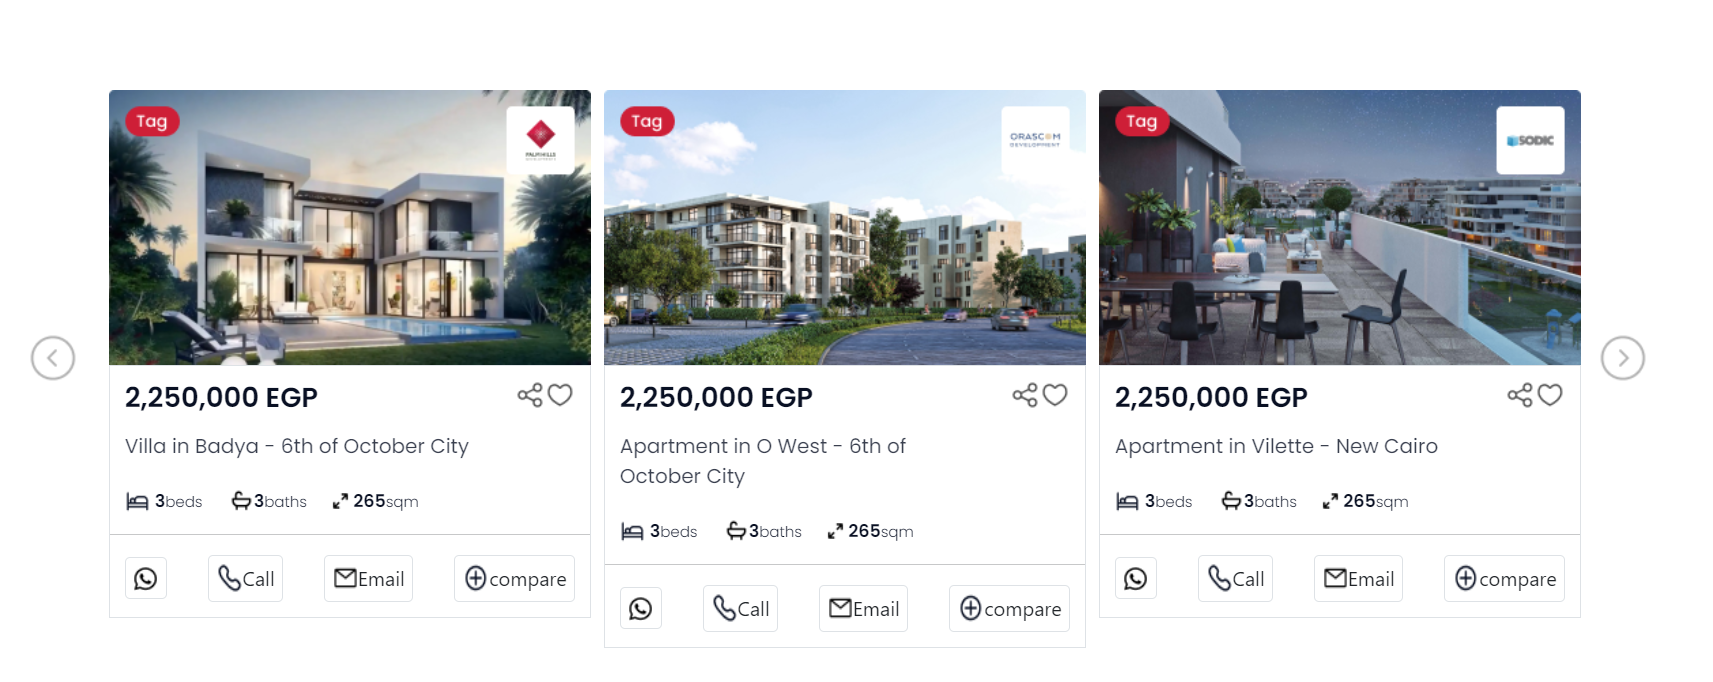 Tag
PALM HILLS
DEVELOPMENTS
2,250,000 EGP
Villa in Badya - 6th of October City
3beds 3baths 265sqm
Call Email compare
Tag
ORASCOM
DEVELOPMENT
2,250,000 EGP
Apartment in O West - 6th of
October City
3beds 3baths 265sqm
Call Email compare
Tag
SODIC
2,250,000 EGP
Apartment in Vilette - New Cairo
3beds 3baths 265sqm
Call Email compare